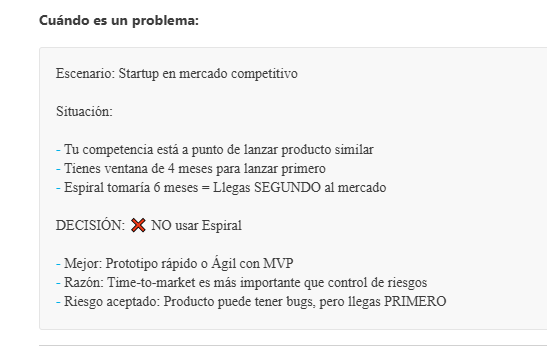 Cuándo es un problema:
Escenario: Startup en mercado competitivo
Situación:
- Tu competencia está a punto de lanzar producto similar
- Tienes ventana de 4 meses para lanzar primero
- Espiral tomaría 6 meses = Llegas SEGUNDO al mercado
DECISIÓN: ❌ NO usar Espiral
- Mejor: Prototipo rápido o Ágil con MVP
- Razón: Time-to-market es más importante que control de riesgos
- Riesgo aceptado: Producto puede tener bugs, pero llegas PRIMERO